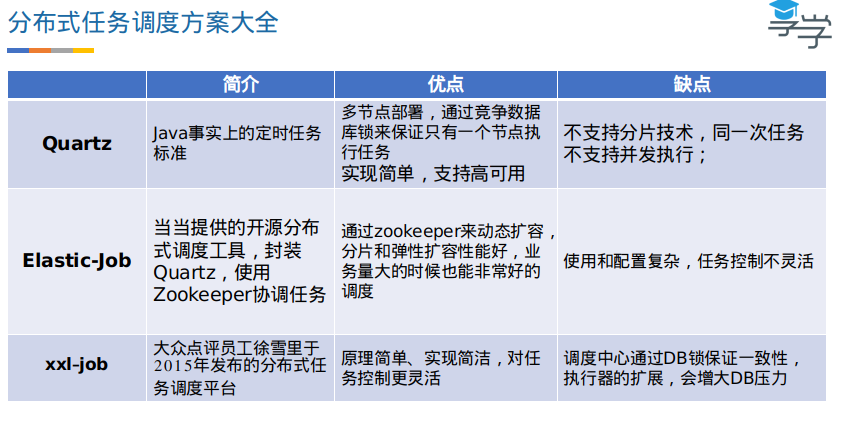 分布式任务调度方案大全
学学
简介
优点
缺点
Quartz
Java事实上的定时任务
标准
多节点部署，通过竞争数据
库锁来保证只有一个节点执
行任务
实现简单，支持高可用
不支持分片技术，同一次任务
不支持并发执行；
Elastic-Job
当当提供的开源分布
式调度工具，封装
Quartz，使用
Zookeeper协调任务
通过zookeeper来动态扩容，
分片和弹性扩容性能好，业
务量大的时候也能非常好的
调度
使用和配置复杂，任务控制不灵活
xxl-job
大众点评员工徐雪里于
2015年发布的分布式任
务调度平台
原理简单、实现简洁，对任
务控制更灵活
调度中心通过DB锁保证一致性，
执行器的扩展，会增大DB压力